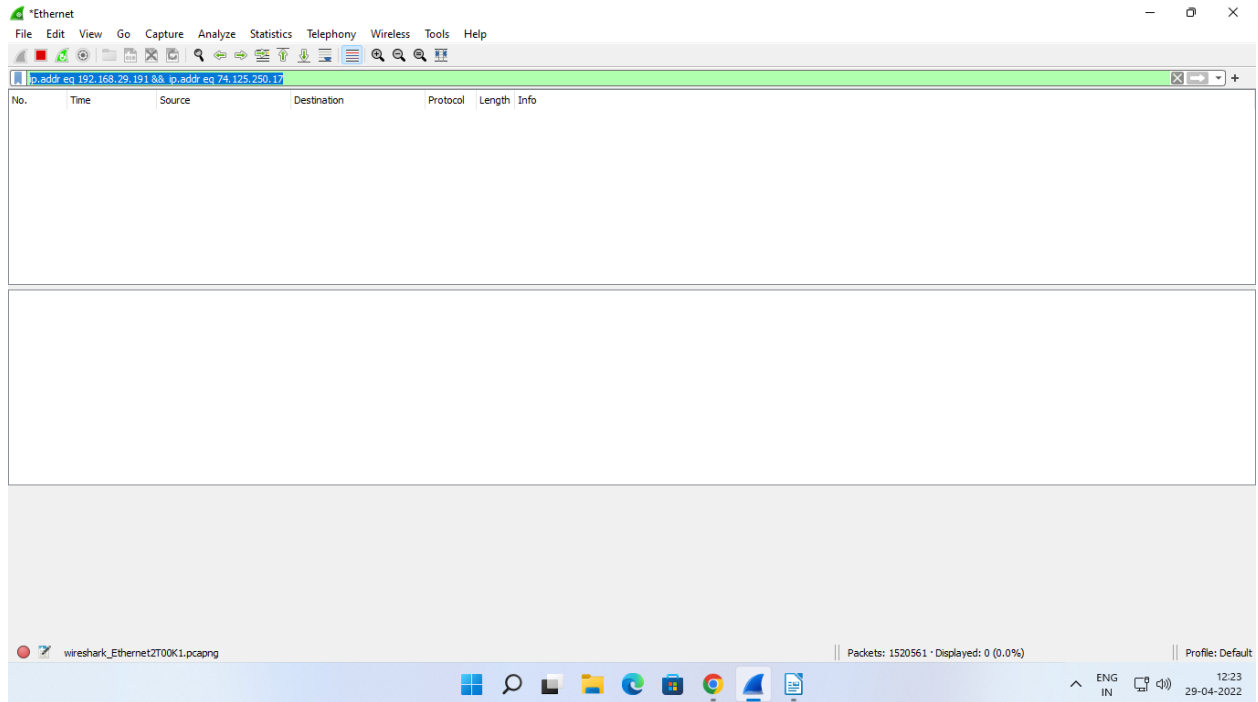 *Ethernet
File Edit View Go Capture Analyze Statistics Telephony Wireless Tools Help
ip.addr eq 192.168.29.191 && ip.addr eq 74.125.250.17
No. Time Source Destination Protocol Length Info
wireshark_Ethernet2T00K1.pcapng Packets: 1520561 · Displayed: 0 (0.0%) Profile: Default
ENG 12:23
IN 29-04-2022